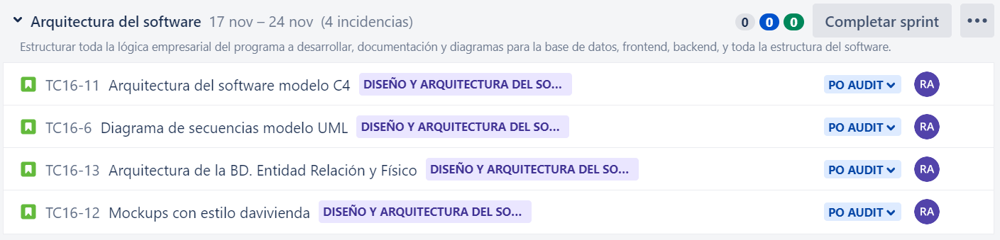 Arquitectura del software 17 nov – 24 nov (4 incidencias) 0 0 0 Completar sprint •••
Estructurar toda la lógica empresarial del programa a desarrollar, documentación y diagramas para la base de datos, frontend, backend, y toda la estructura del software.
TC16-11 Arquitectura del software modelo C4 DISEÑO Y ARQUITECTURA DEL SO... PO AUDIT RA
TC16-6 Diagrama de secuencias modelo UML DISEÑO Y ARQUITECTURA DEL SO... PO AUDIT RA
TC16-13 Arquitectura de la BD. Entidad Relación y Físico DISEÑO Y ARQUITECTURA DEL SO... PO AUDIT RA
TC16-12 Mockups con estilo davivienda DISEÑO Y ARQUITECTURA DEL SO... PO AUDIT RA